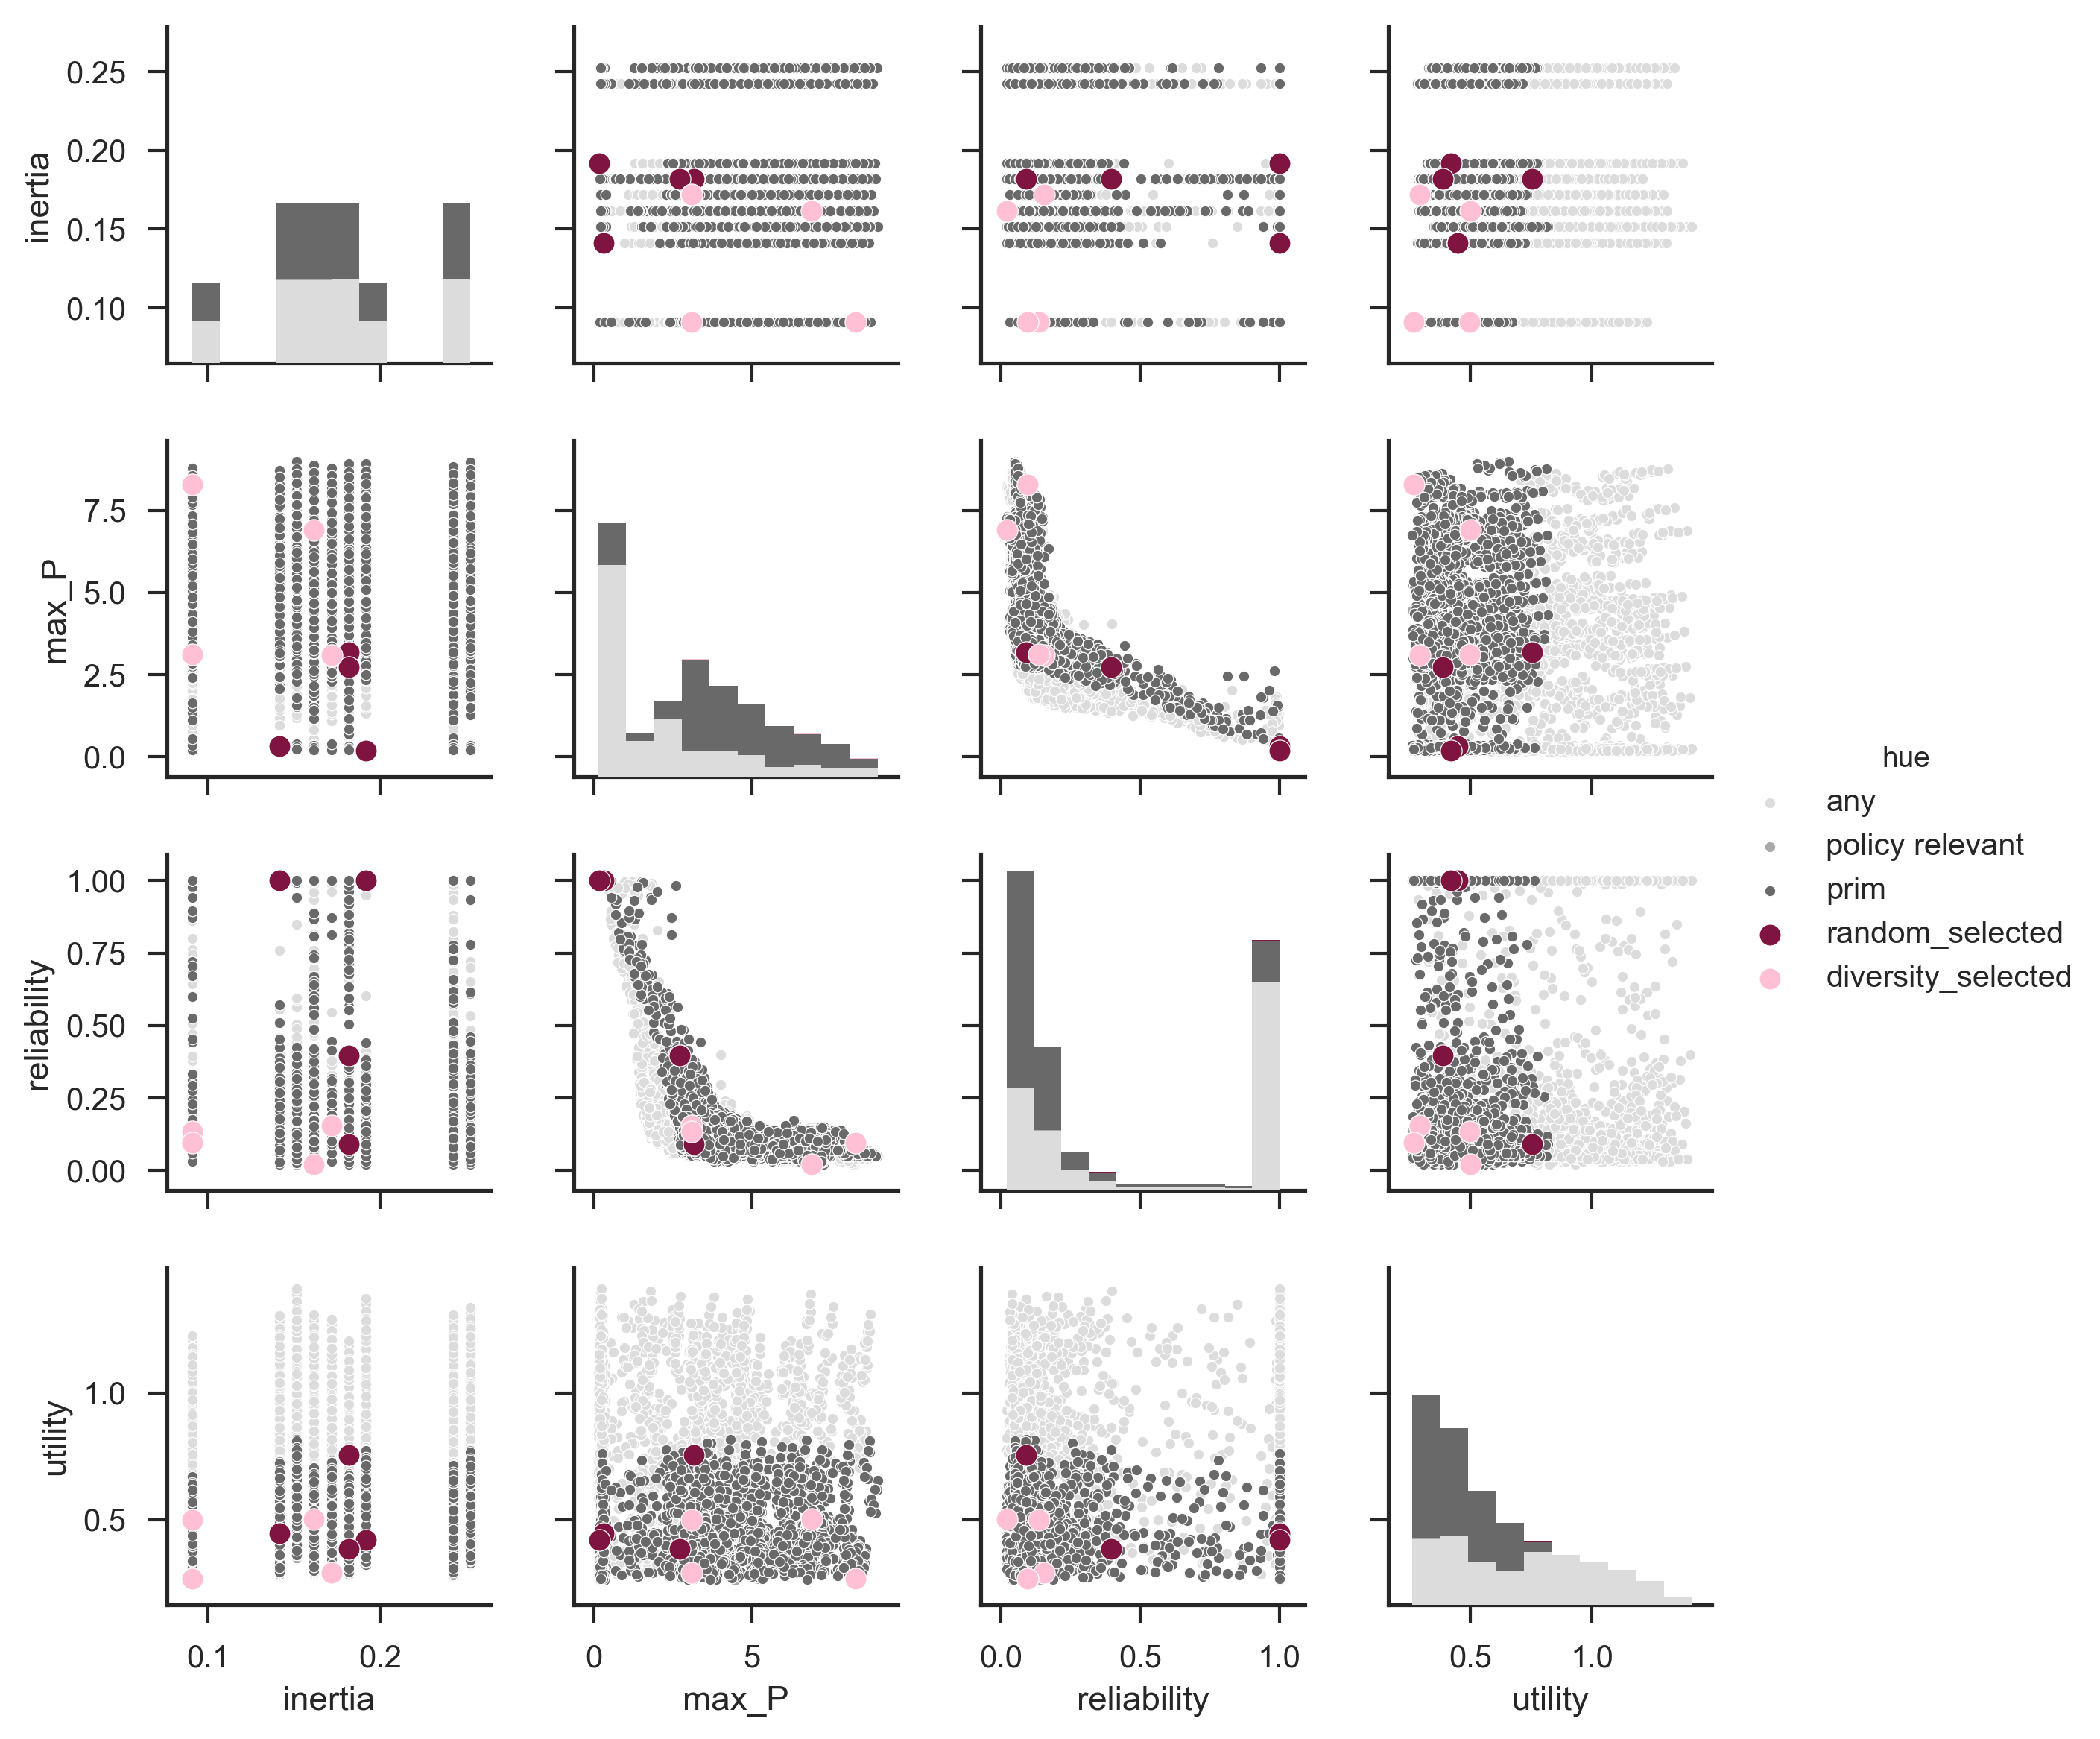 0.25
0.20
0.15
0.10
inertia
7.5
5.0
2.5
0.0
max_P
1.00
0.75
0.50
0.25
0.00
reliability
1.0
0.5
utility
0.1 0.2
inertia
0 5
max_P
0.0 0.5 1.0
reliability
0.5 1.0
utility
hue
any
policy relevant
prim
random_selected
diversity_selected